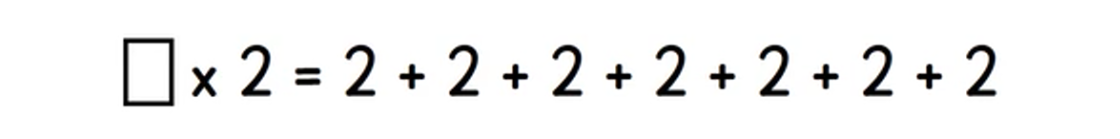 □ x 2 = 2 + 2 + 2 + 2 + 2 + 2 + 2